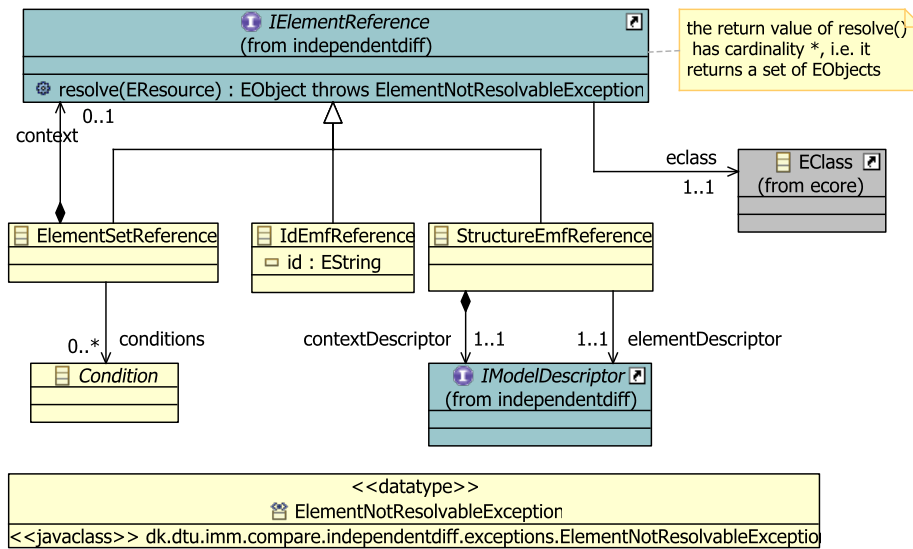 IElementReference
(from independentdiff)
resolve(EResource) : EObject throws ElementNotResolvableException
the return value of resolve()
has cardinality *, i.e. it
returns a set of EObjects
0..1
context
eclass
1..1
EClass
(from ecore)
ElementSetReference
IdEmfReference
id : EString
StructureEmfReference
0..*
conditions
contextDescriptor
1..1
1..1
elementDescriptor
Condition
IModelDescriptor
(from independentdiff)
<<datatype>>
ElementNotResolvableException
<<javaclass>> dk.dtu.imm.compare.independentdiff.exceptions.ElementNotResolvableExceptio